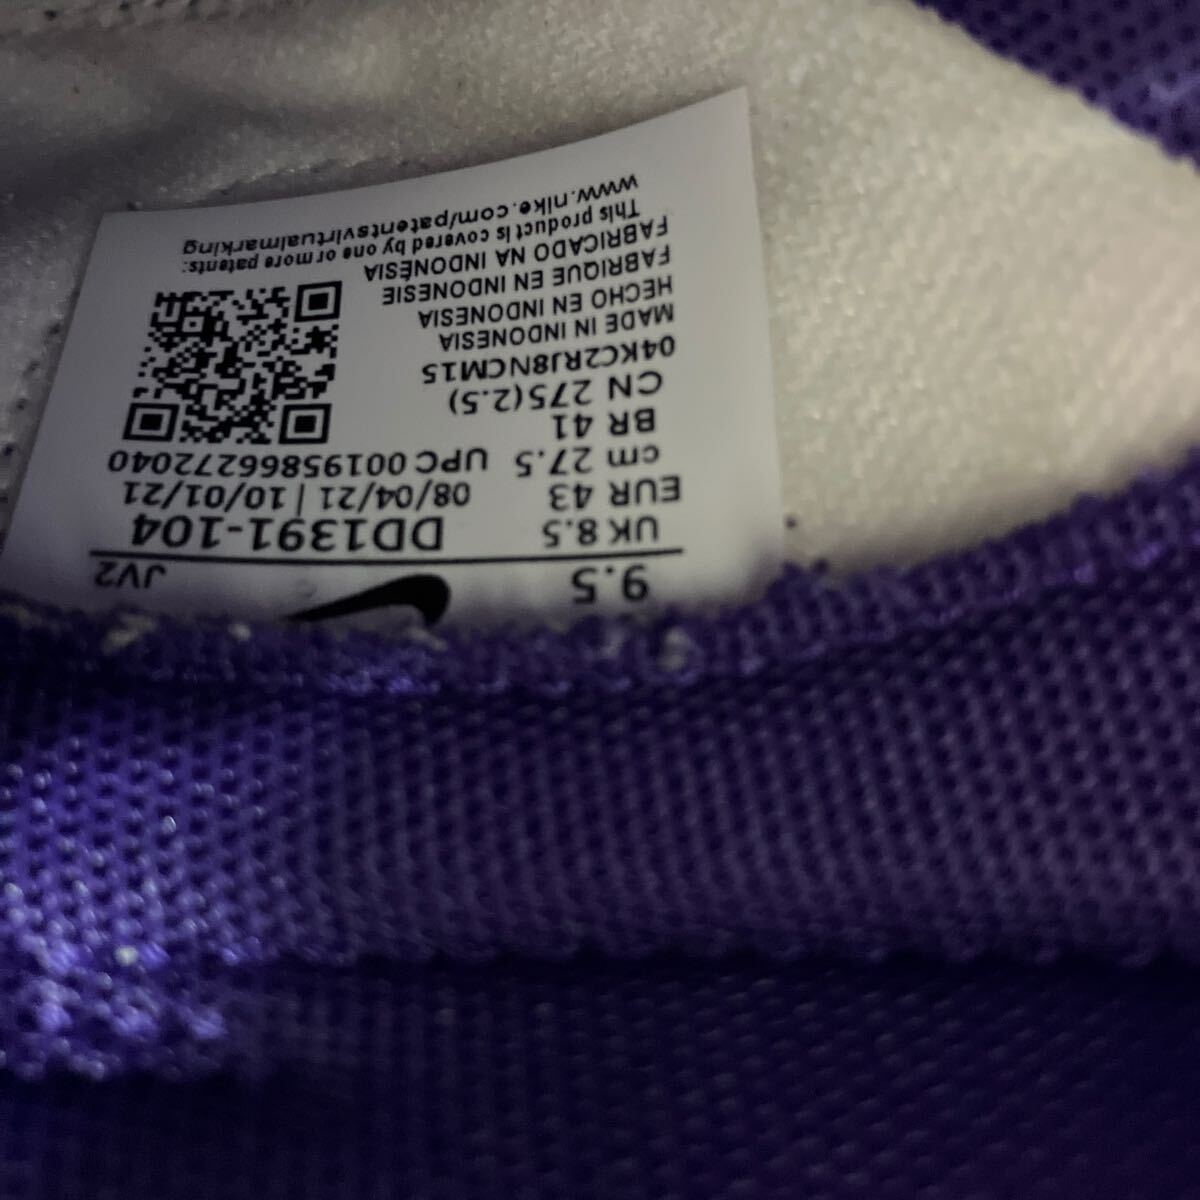 9.5 JV2
UK 8.5 DD1391-104
EUR 43 08/04/21 | 10/01/21
cm 27.5 UPC 00195866272040
BR 41
CN 275(2.5)
04KC2RJ8NCM15
MADE IN INDONESIA
HECHO EN INDONESIA
FABRIQUE EN INDONESIE
FABRICADO NA INDONÉSIA
This product is covered by one or more patents:
www.nike.com/patentsvirtualmarking